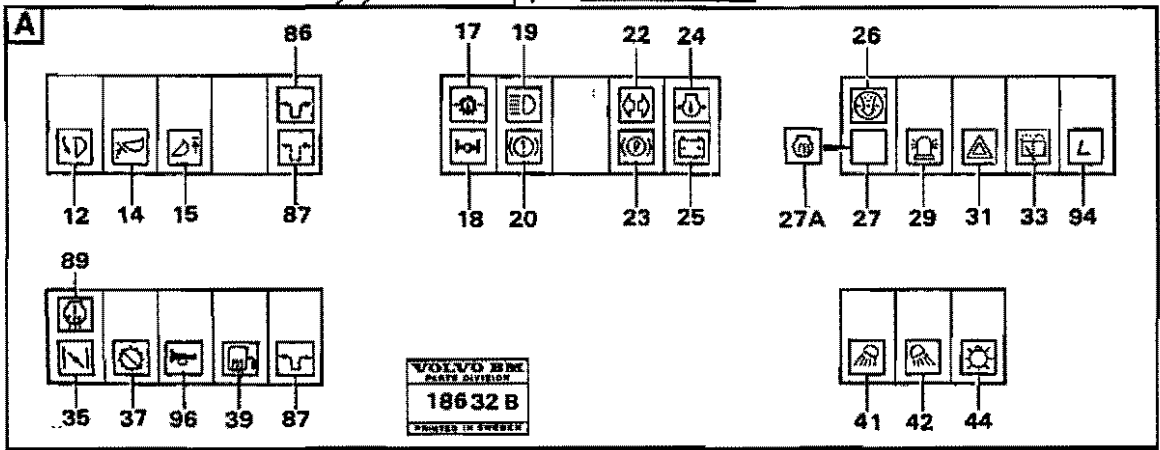 A
86 17 19 22 24 26
12 14 15 87 18 20 23 25 27A 27 29 31 33 94
L
89
35 37 96 39 87 41 42 44
VOLVO BM
PARTS DIVISION
18632 B
PRINTED IN SWEDEN